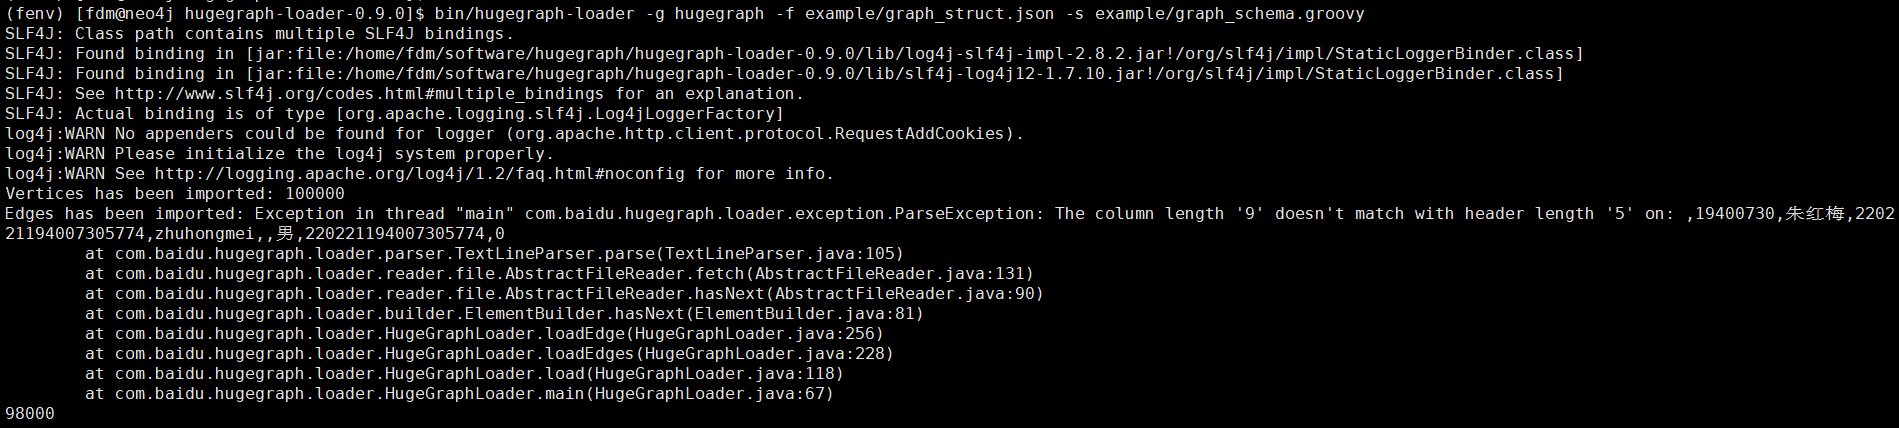 (fenv) [fdm@neo4j hugegraph-loader-0.9.0]$ bin/hugegraph-loader -g hugegraph -f example/graph_struct.json -s example/graph_schema.groovy
SLF4J: Class path contains multiple SLF4J bindings.
SLF4J: Found binding in [jar:file:/home/fdm/software/hugegraph/hugegraph-loader-0.9.0/lib/log4j-slf4j-impl-2.8.2.jar!/org/slf4j/impl/StaticLoggerBinder.class]
SLF4J: Found binding in [jar:file:/home/fdm/software/hugegraph/hugegraph-loader-0.9.0/lib/slf4j-log4j12-1.7.10.jar!/org/slf4j/impl/StaticLoggerBinder.class]
SLF4J: See http://www.slf4j.org/codes.html#multiple_bindings for an explanation.
SLF4J: Actual binding is of type [org.apache.logging.slf4j.Log4jLoggerFactory]
log4j:WARN No appenders could be found for logger (org.apache.http.client.protocol.RequestAddCookies).
log4j:WARN Please initialize the log4j system properly.
log4j:WARN See http://logging.apache.org/log4j/1.2/faq.html#noconfig for more info.
Vertices has been imported: 100000
Edges has been imported: Exception in thread "main" com.baidu.hugegraph.loader.exception.ParseException: The column length '9' doesn't match with header length '5' on: ,19400730,朱红梅,2202
21194007305774,zhuhongmei,,男,220221194007305774,0
at com.baidu.hugegraph.loader.parser.TextLineParser.parse(TextLineParser.java:105)
at com.baidu.hugegraph.loader.reader.file.AbstractFileReader.fetch(AbstractFileReader.java:131)
at com.baidu.hugegraph.loader.reader.file.AbstractFileReader.hasNext(AbstractFileReader.java:90)
at com.baidu.hugegraph.loader.builder.ElementBuilder.hasNext(ElementBuilder.java:81)
at com.baidu.hugegraph.loader.HugeGraphLoader.loadEdge(HugeGraphLoader.java:256)
at com.baidu.hugegraph.loader.HugeGraphLoader.loadEdges(HugeGraphLoader.java:228)
at com.baidu.hugegraph.loader.HugeGraphLoader.load(HugeGraphLoader.java:118)
at com.baidu.hugegraph.loader.HugeGraphLoader.main(HugeGraphLoader.java:67)
98000